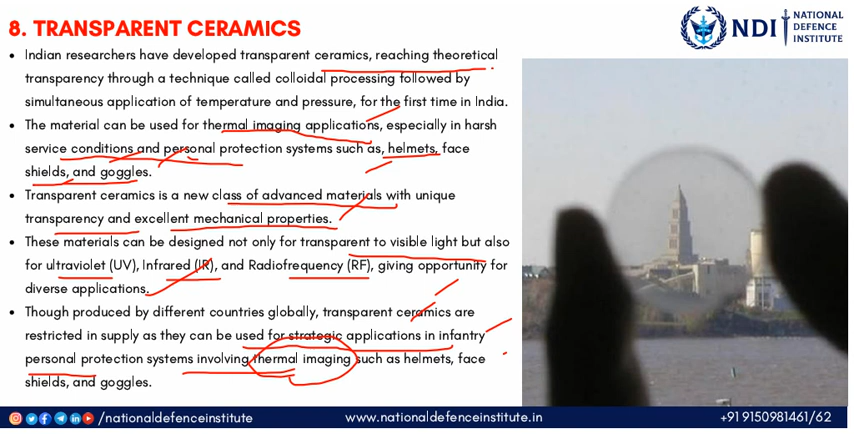 8. TRANSPARENT CERAMICS
NDI
NATIONAL
DEFENCE
INSTITUTE
• Indian researchers have developed transparent ceramics, reaching theoretical
transparency through a technique called colloidal processing followed by
simultaneous application of temperature and pressure, for the first time in India.
• The material can be used for thermal imaging applications, especially in harsh
service conditions and personal protection systems such as, helmets, face
shields, and goggles.
• Transparent ceramics is a new class of advanced materials with unique
transparency and excellent mechanical properties.
• These materials can be designed not only for transparent to visible light but also
for ultraviolet (UV), Infrared (IR), and Radiofrequency (RF), giving opportunity for
diverse applications.
• Though produced by different countries globally, transparent ceramics are
restricted in supply as they can be used for strategic applications in infantry
personal protection systems involving thermal imaging such as helmets, face
shields, and goggles.
/nationaldefenceinstitute
www.nationaldefenceinstitute.in
+91 9150981461/62